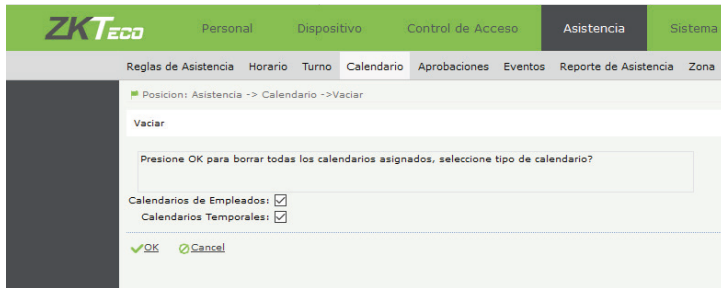 ZKTECO Personal Dispositivo Control de Acceso Asistencia Sistema
Reglas de Asistencia Horario Turno Calendario Aprobaciones Eventos Reporte de Asistencia Zona
Posicion: Asistencia -> Calendario ->Vaciar
Vaciar
Presione OK para borrar todas los calendarios asignados, seleccione tipo de calendario?
Calendarios de Empleados:
Calendarios Temporales:
OK Cancel